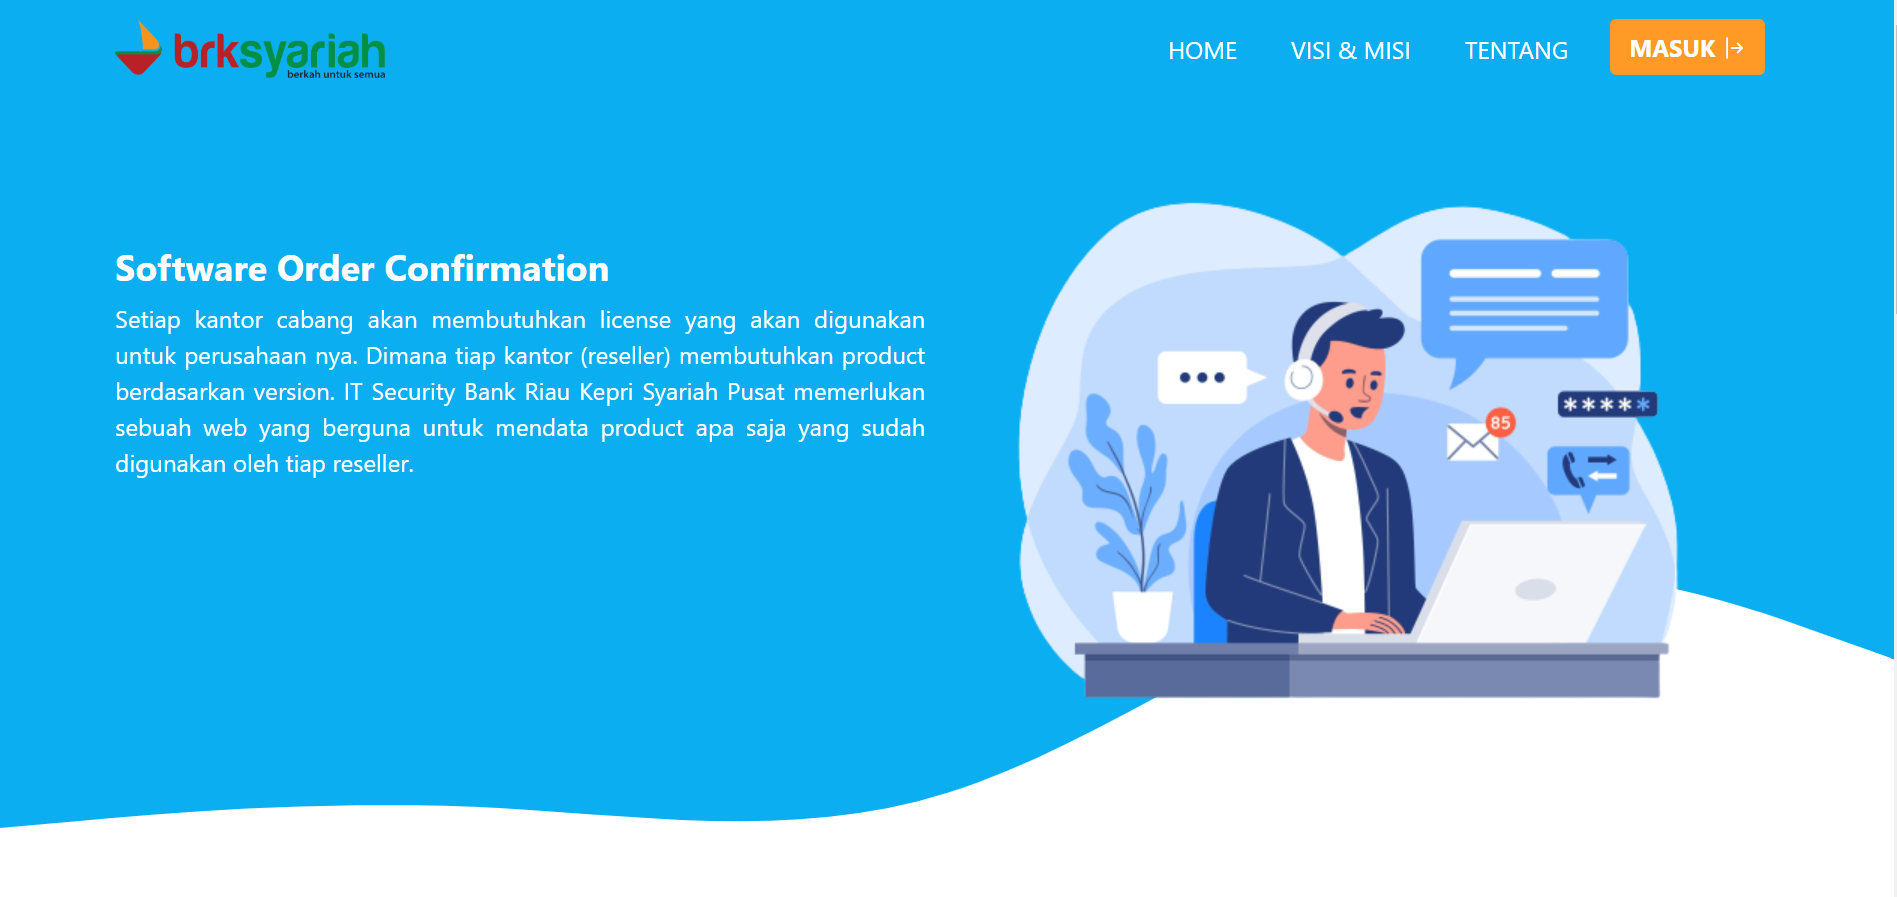 brksyariah
berkah untuk semua
HOME VISI & MISI TENTANG MASUK
Software Order Confirmation
Setiap kantor cabang akan membutuhkan license yang akan digunakan
untuk perusahaan nya. Dimana tiap kantor (reseller) membutuhkan product
berdasarkan version. IT Security Bank Riau Kepri Syariah Pusat memerlukan
sebuah web yang berguna untuk mendata product apa saja yang sudah
digunakan oleh tiap reseller.
*****
85